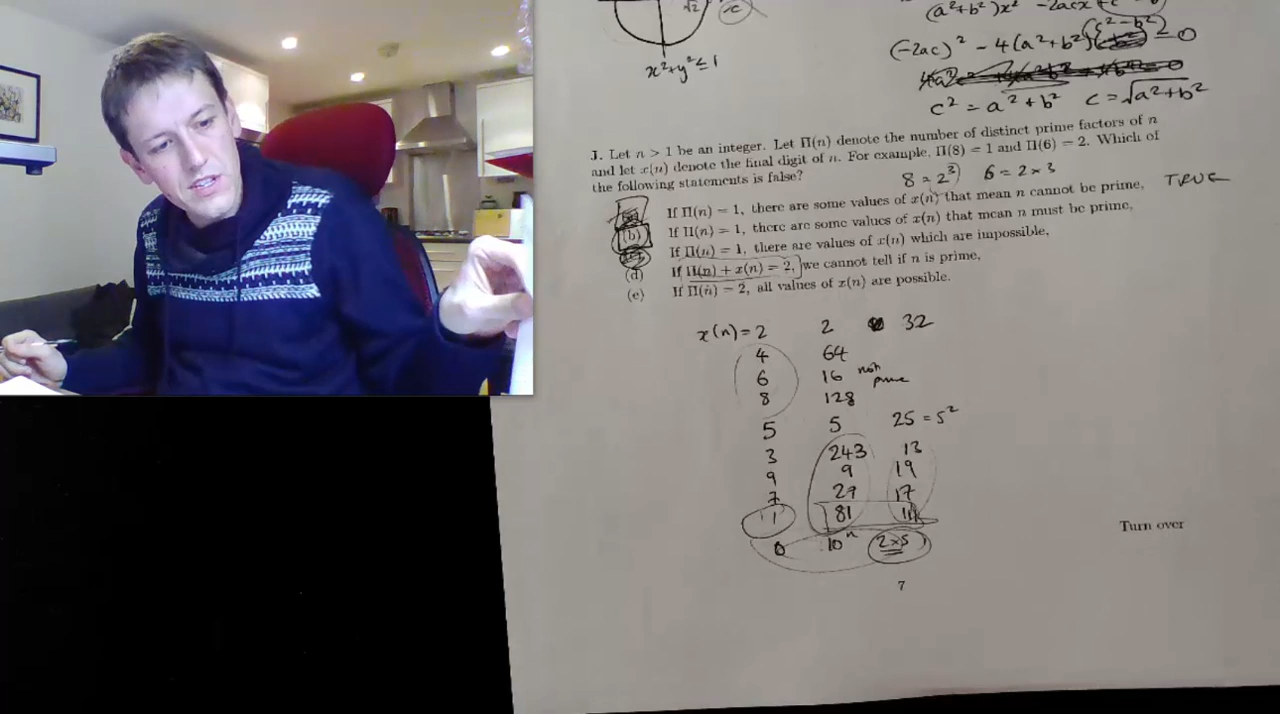 x²+y² ≤ 1
(a²+b²)x² -2acx + c²
(-2ac)² - 4(a²+b²)(c²-b²) = 0
c² = a² + b² c = √a²+b²
J. Let n > 1 be an integer. Let Π(n) denote the number of distinct prime factors of n
and let x(n) denote the final digit of n. For example, Π(8) = 1 and Π(6) = 2. Which of
the following statements is false?
8 = 2³ 6 = 2 × 3
If Π(n) = 1, there are some values of x(n) that mean n cannot be prime, TRUE
(b) If Π(n) = 1, there are some values of x(n) that mean n must be prime,
If Π(n) = 1, there are values of x(n) which are impossible,
(d) If Π(n) + x(n) = 2, we cannot tell if n is prime,
(e) If Π(n) = 2, all values of x(n) are possible.
x(n) = 2 2 32
4 64
6 16 not prime
8 128
5 5 25 = 5²
3 243 13
9 9 19
7 27 17
1 81 11
0 10ⁿ 2 × 5
Turn over
7